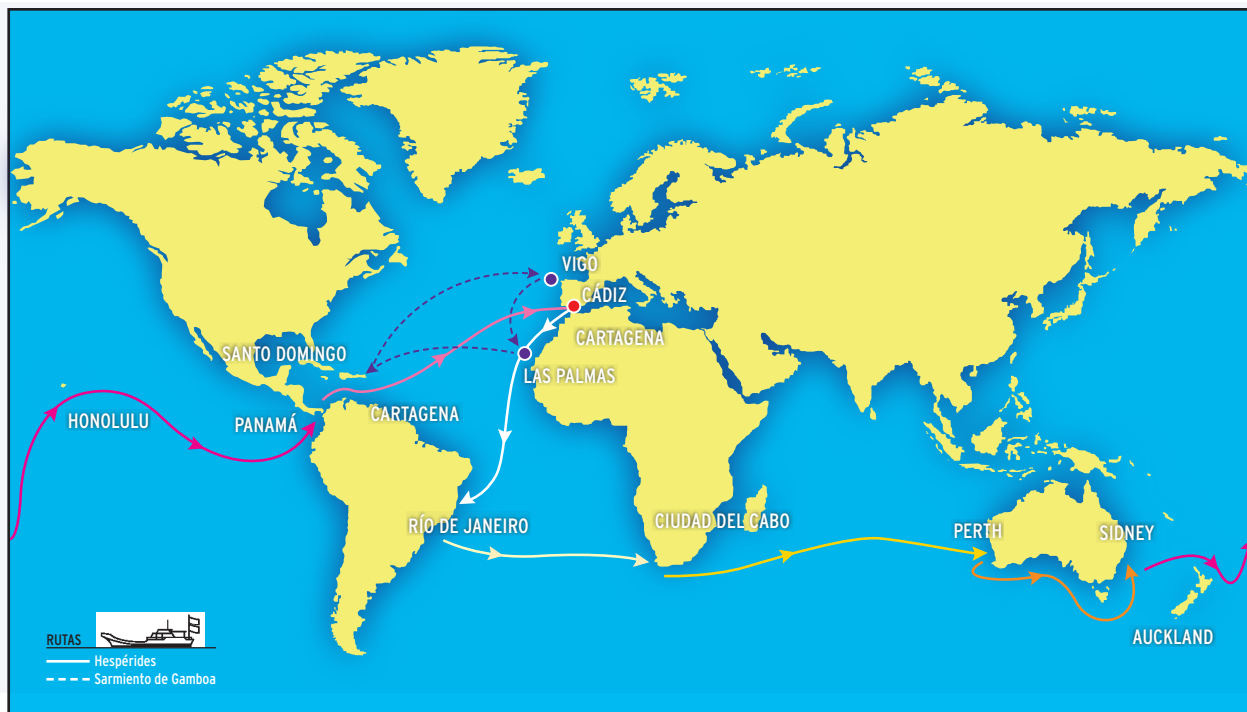 VIGO
CÁDIZ
CARTAGENA
SANTO DOMINGO
LAS PALMAS
HONOLULU
PANAMÁ
CARTAGENA
RÍO DE JANEIRO
CIUDAD DEL CABO
PERTH
SIDNEY
AUCKLAND
RUTAS
Hespérides
Sarmiento de Gamboa